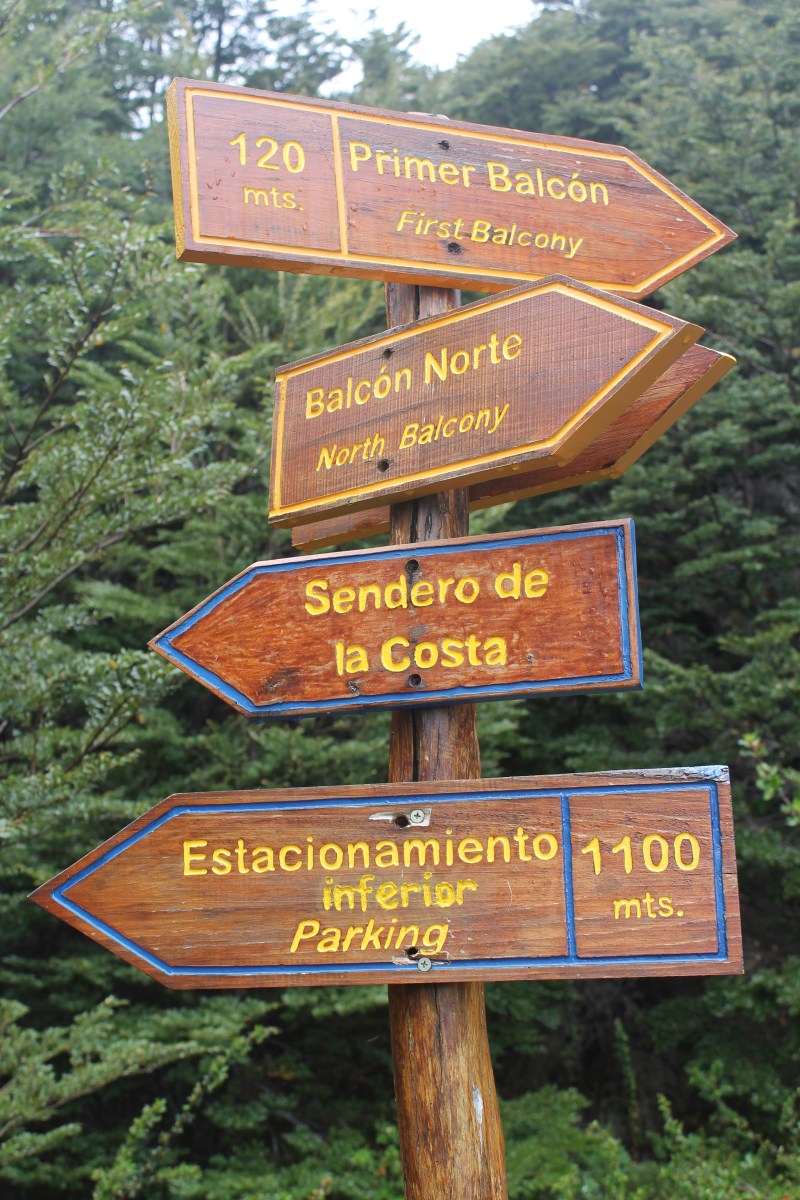 120 mts.
Primer Balcón
First Balcony
Balcón Norte
North Balcony
Sendero de
la Costa
Estacionamiento
inferior
Parking
1100
mts.